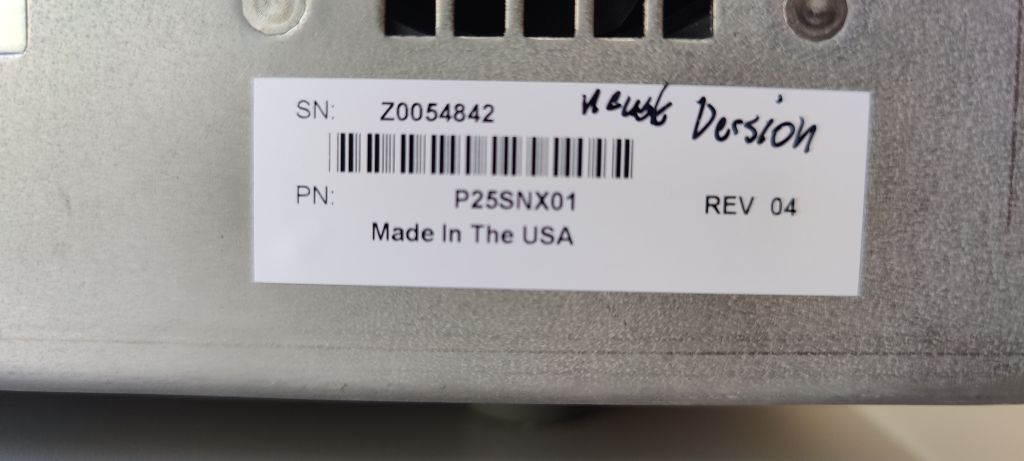 SN: Z0054842
Version
PN: P25SNX01 REV 04
Made In The USA